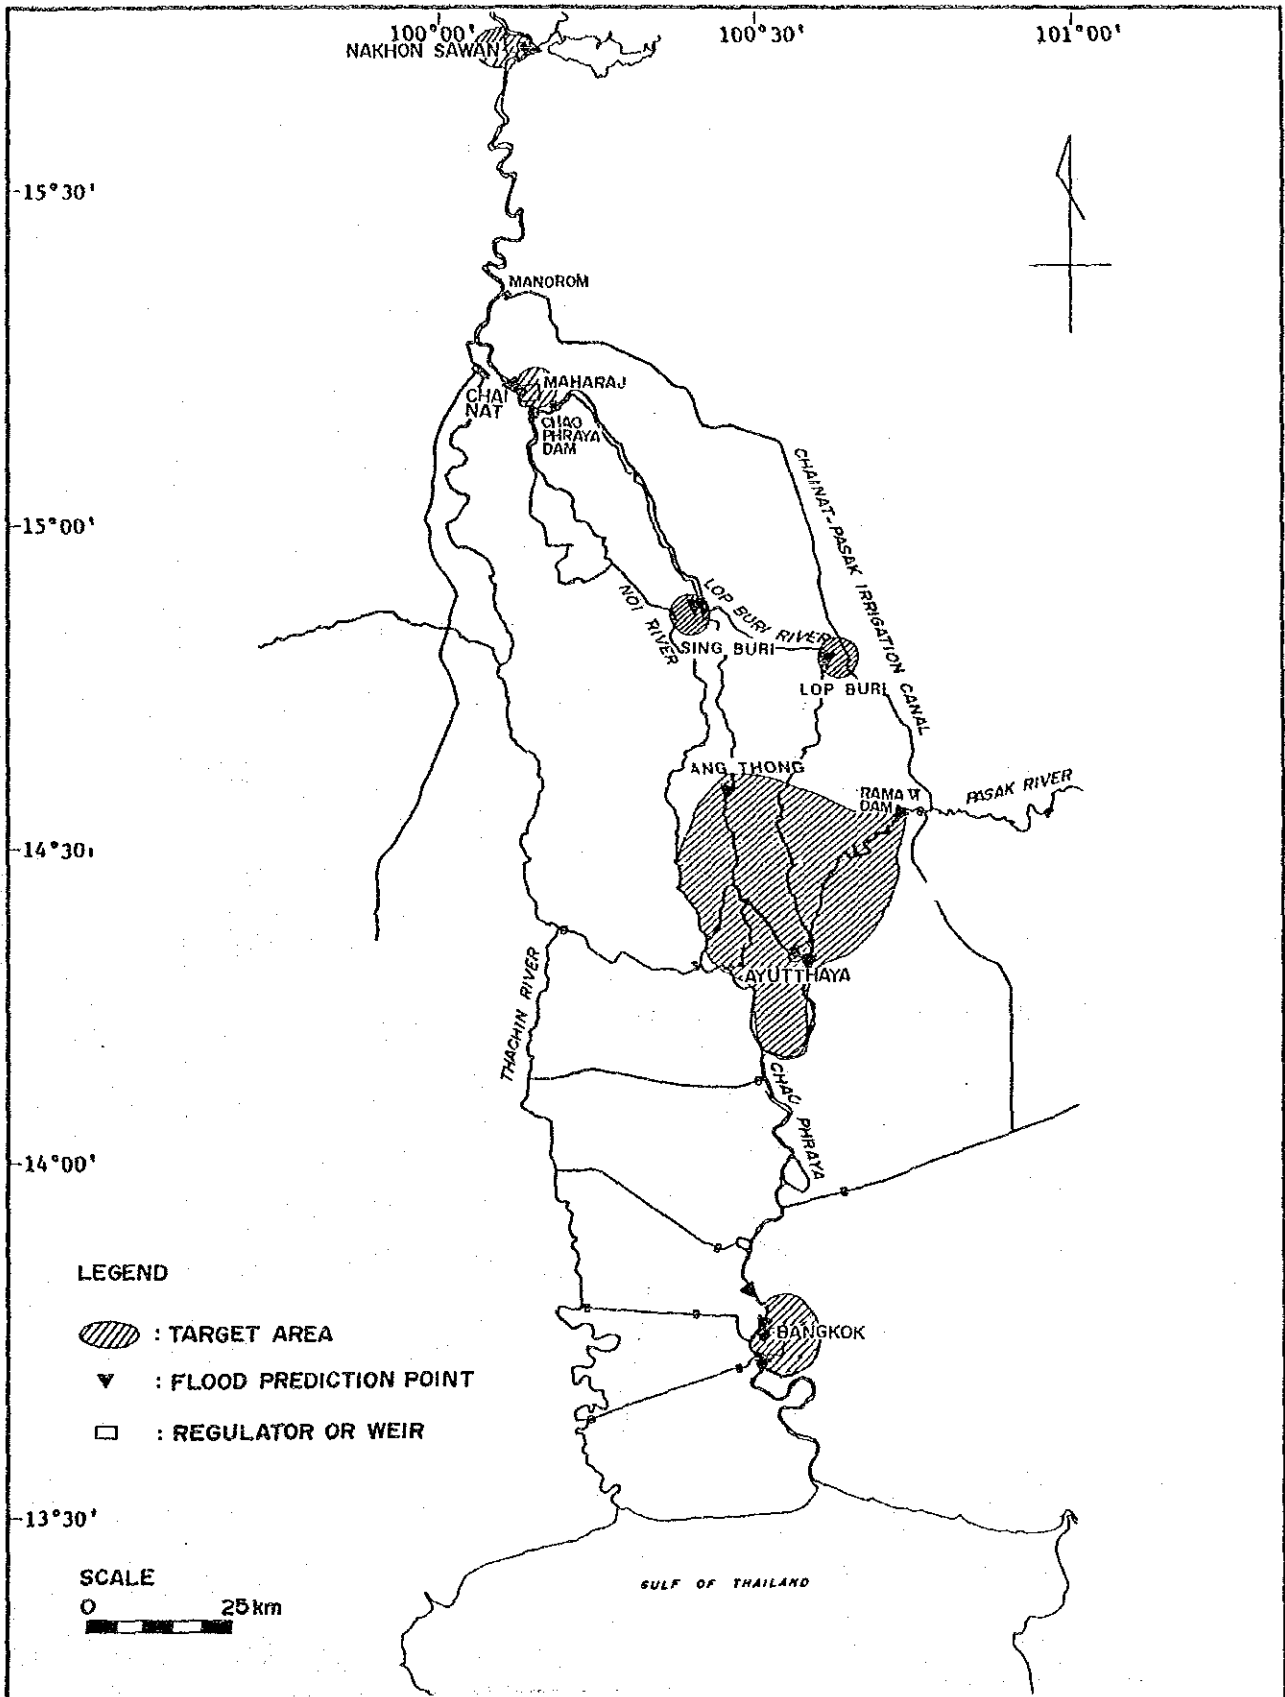 100°00'
100°30'
101°00'
NAKHON SAWAN
15°30'
MANOROM
MAHARAJ
CHAI
NAT
CHAO
PHRAYA
DAM
CHAINAT-PASAK IRRIGATION CANAL
15°00'
NOI RIVER
LOP BURI RIVER
SING BURI
LOP BURI
ANG THONG
RAMA VI
DAM
PASAK RIVER
14°30'
AYUTTHAYA
THACHIN RIVER
CHAO PHRAYA
14°00'
LEGEND
: TARGET AREA
: FLOOD PREDICTION POINT
: REGULATOR OR WEIR
BANGKOK
13°30'
SCALE
0 25km
GULF OF THAILAND